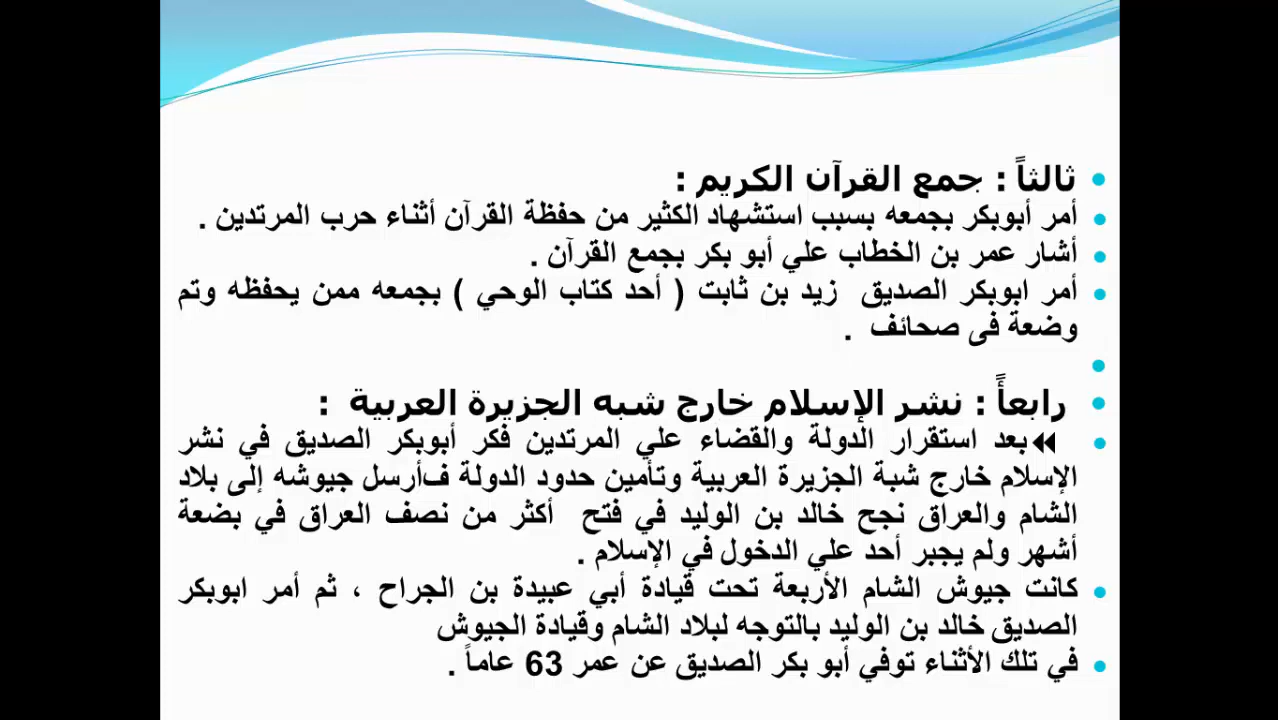 ثالثاً : جمع القرآن الكريم :
أمر أبوبكر بجمعه بسبب استشهاد الكثير من حفظة القرآن أثناء حرب المرتدين .
أشار عمر بن الخطاب علي أبو بكر بجمع القرآن .
أمر ابوبكر الصديق زيد بن ثابت ( أحد كتاب الوحي ) بجمعه ممن يحفظه وتم
وضعة فى صحائف .
رابعاً : نشر الإسلام خارج شبه الجزيرة العربية :
بعد استقرار الدولة والقضاء علي المرتدين فكر أبوبكر الصديق في نشر
الإسلام خارج شبة الجزيرة العربية وتأمين حدود الدولة فأرسل جيوشه إلى بلاد
الشام والعراق نجح خالد بن الوليد في فتح أكثر من نصف العراق في بضعة
أشهر ولم يجبر أحد علي الدخول في الإسلام .
كانت جيوش الشام الأربعة تحت قيادة أبي عبيدة بن الجراح ، ثم أمر ابوبكر
الصديق خالد بن الوليد بالتوجه لبلاد الشام وقيادة الجيوش
في تلك الأثناء توفي أبو بكر الصديق عن عمر 63 عاماً .